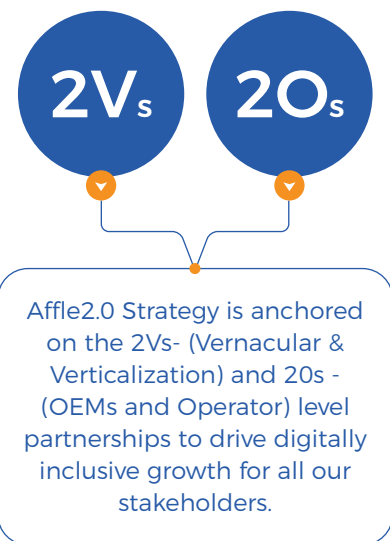 2Vs
2Os
Affle2.0 Strategy is anchored
on the 2Vs- (Vernacular &
Verticalization) and 20s -
(OEMs and Operator) level
partnerships to drive digitally
inclusive growth for all our
stakeholders.